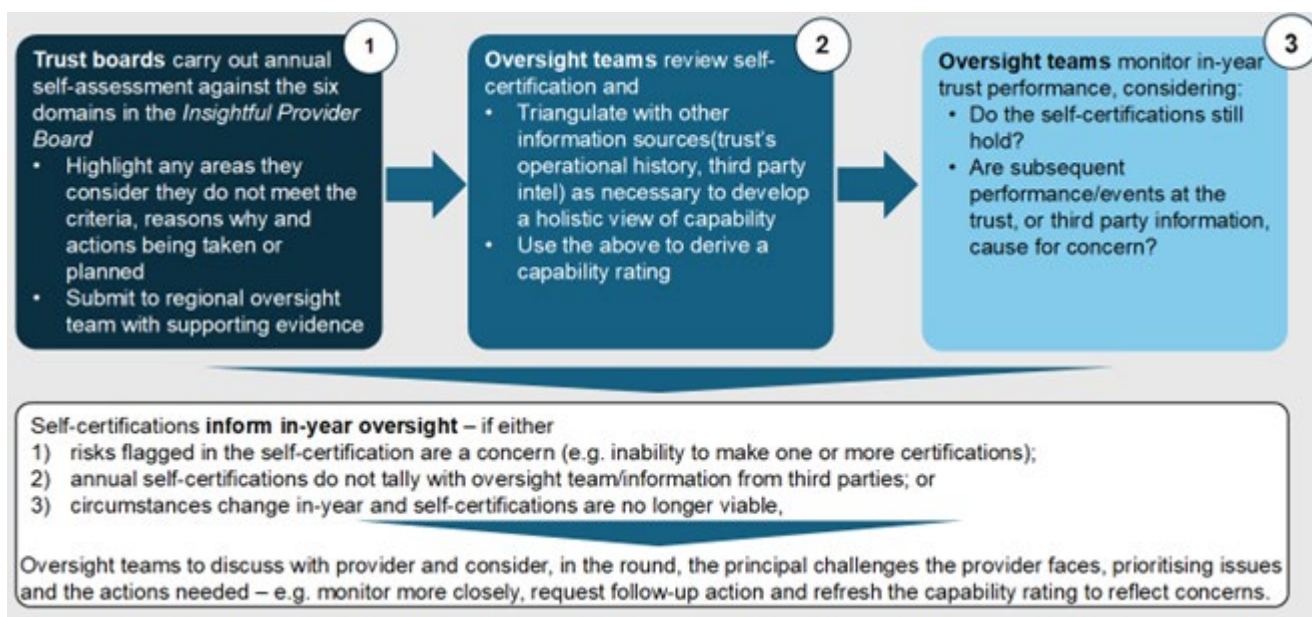 1
Trust boards carry out annual
self-assessment against the six
domains in the Insightful Provider
Board
• Highlight any areas they
consider they do not meet the
criteria, reasons why and
actions being taken or
planned
• Submit to regional oversight
team with supporting evidence
2
Oversight teams review self-
certification and
• Triangulate with other
information sources(trust's
operational history, third party
intel) as necessary to develop
a holistic view of capability
• Use the above to derive a
capability rating
3
Oversight teams monitor in-year
trust performance, considering:
• Do the self-certifications still
hold?
• Are subsequent
performance/events at the
trust, or third party information,
cause for concern?
Self-certifications inform in-year oversight – if either
1) risks flagged in the self-certification are a concern (e.g. inability to make one or more certifications);
2) annual self-certifications do not tally with oversight team/information from third parties; or
3) circumstances change in-year and self-certifications are no longer viable,
Oversight teams to discuss with provider and consider, in the round, the principal challenges the provider faces, prioritising issues
and the actions needed – e.g. monitor more closely, request follow-up action and refresh the capability rating to reflect concerns.